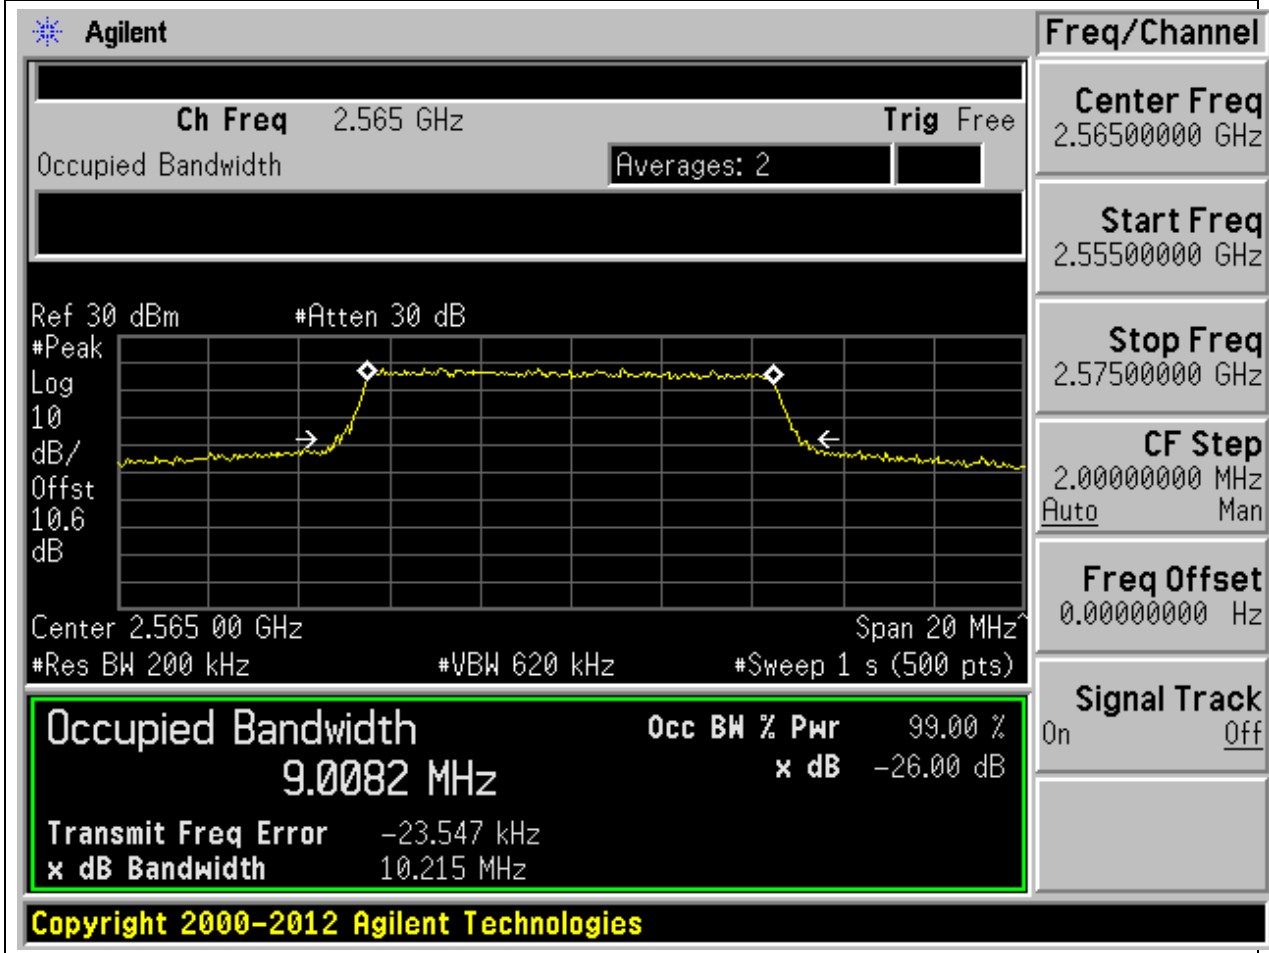 Agilent
Freq/Channel
Ch Freq 2.565 GHz Trig Free
Occupied Bandwidth Averages: 2
Ref 30 dBm #Atten 30 dB
#Peak
Log
10
dB/
Offst
10.6
dB
Center 2.565 00 GHz Span 20 MHz^
#Res BW 200 kHz #VBW 620 kHz #Sweep 1 s (500 pts)
Occupied Bandwidth
9.0082 MHz
Occ BW % Pwr 99.00 %
x dB -26.00 dB
Transmit Freq Error -23.547 kHz
x dB Bandwidth 10.215 MHz
Copyright 2000-2012 Agilent Technologies
Center Freq
2.56500000 GHz
Start Freq
2.55500000 GHz
Stop Freq
2.57500000 GHz
CF Step
2.00000000 MHz
Auto Man
Freq Offset
0.00000000 Hz
Signal Track
On Off